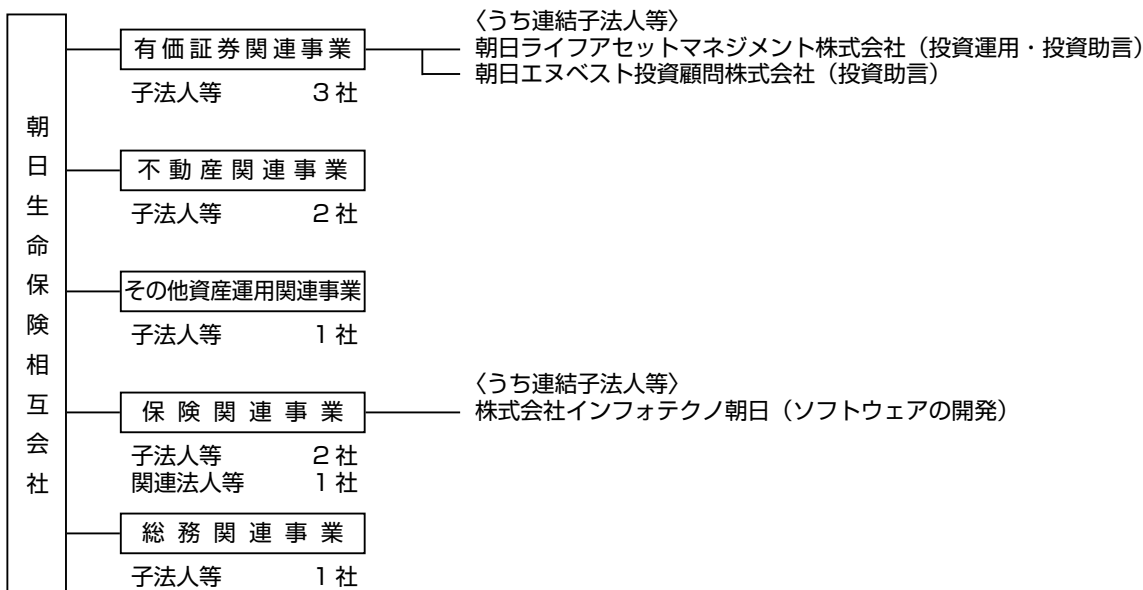 朝日生命保険相互会社
有価証券関連事業
子法人等 3社
〈うち連結子法人等〉
朝日ライフアセットマネジメント株式会社（投資運用・投資助言）
朝日エヌベスト投資顧問株式会社（投資助言）
不動産関連事業
子法人等 2社
その他資産運用関連事業
子法人等 1社
保険関連事業
子法人等 2社
関連法人等 1社
〈うち連結子法人等〉
株式会社インフォテクノ朝日（ソフトウェアの開発）
総務関連事業
子法人等 1社